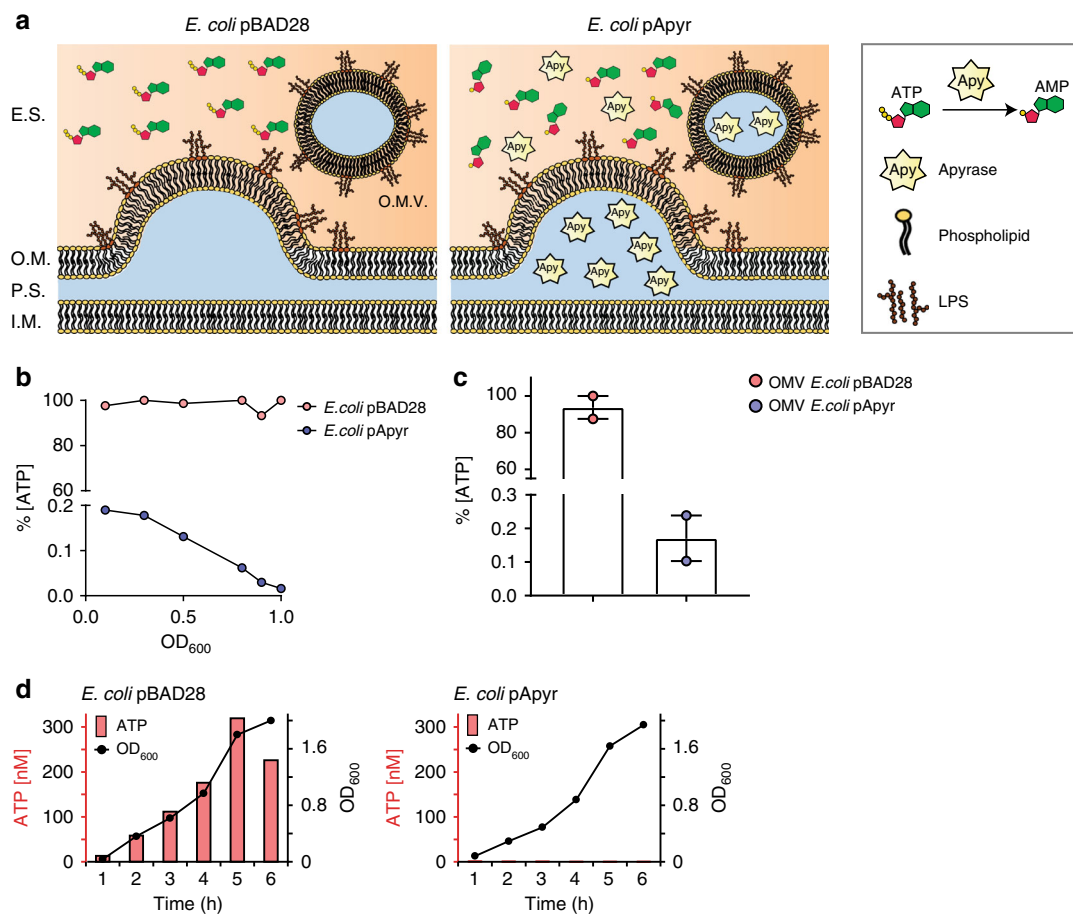 a
E. coli pBAD28
E. coli pApyr
E.S.
O.M.V.
O.M.
P.S.
I.M.
Apy
Apy
Apy
Apy
Apy
Apy
Apy
Apy
Apy
Apy
Apy
ATP
Apy
AMP
Apy
Apyrase
Phospholipid
LPS
b
% [ATP]
100
80
60
0.2
0.1
0.0
0.0
0.5
1.0
OD600
E.coli pBAD28
E.coli pApyr
c
% [ATP]
100
80
60
0.3
0.2
0.1
0.0
OMV E.coli pBAD28
OMV E.coli pApyr
d
E. coli pBAD28
ATP [nM]
300
200
100
0
ATP
OD600
1.6
0.8
0
OD600
1 2 3 4 5 6
Time (h)
E. coli pApyr
ATP [nM]
300
200
100
0
ATP
OD600
1.6
0.8
0
OD600
1 2 3 4 5 6
Time (h)